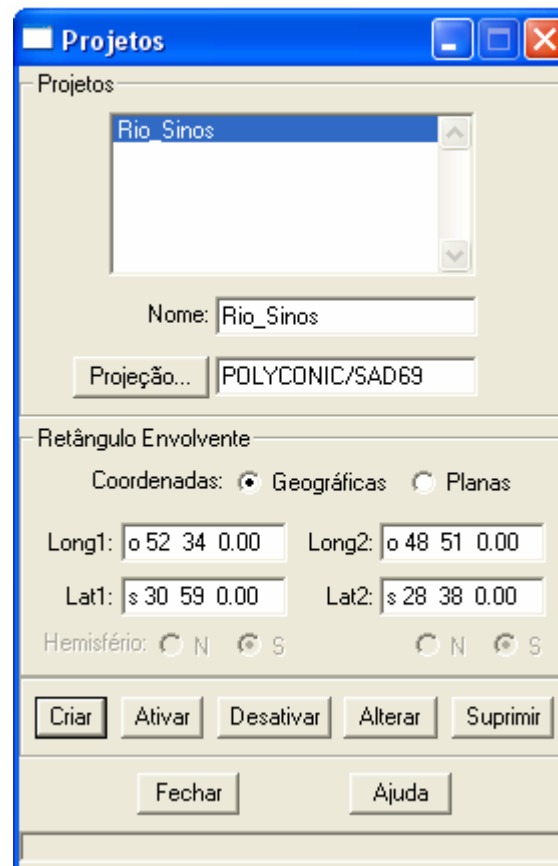 Projetos
Projetos
Rio_Sinos
Nome: Rio_Sinos
Projeção... POLYCONIC/SAD69
Retângulo Envolvente
Coordenadas: Geográficas Planas
Long1: o 52 34 0.00 Long2: o 48 51 0.00
Lat1: s 30 59 0.00 Lat2: s 28 38 0.00
Hemisfério: N S N S
Criar Ativar Desativar Alterar Suprimir
Fechar Ajuda